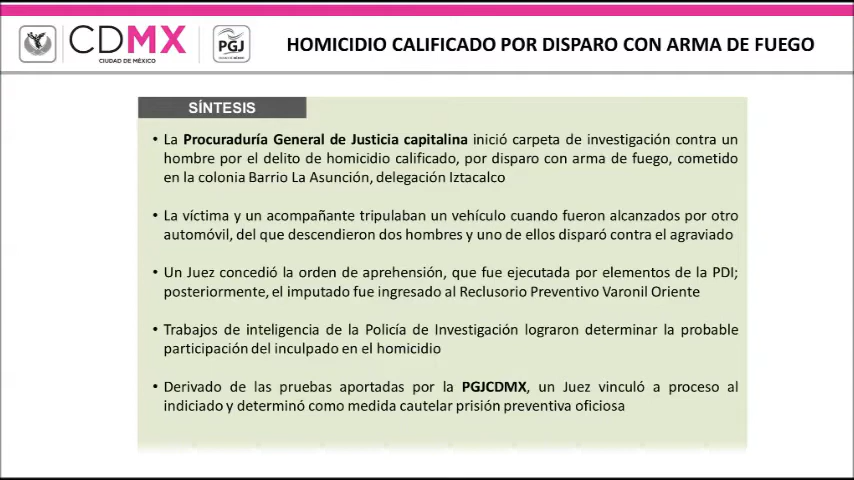 CDMX
CIUDAD DE MÉXICO
PGJ
HOMICIDIO CALIFICADO POR DISPARO CON ARMA DE FUEGO
SÍNTESIS
• La Procuraduría General de Justicia capitalina inició carpeta de investigación contra un
hombre por el delito de homicidio calificado, por disparo con arma de fuego, cometido
en la colonia Barrio La Asunción, delegación Iztacalco
• La víctima y un acompañante tripulaban un vehículo cuando fueron alcanzados por otro
automóvil, del que descendieron dos hombres y uno de ellos disparó contra el agraviado
• Un Juez concedió la orden de aprehensión, que fue ejecutada por elementos de la PDI;
posteriormente, el imputado fue ingresado al Reclusorio Preventivo Varonil Oriente
• Trabajos de inteligencia de la Policía de Investigación lograron determinar la probable
participación del inculpado en el homicidio
• Derivado de las pruebas aportadas por la PGJCDMX, un Juez vinculó a proceso al
indiciado y determinó como medida cautelar prisión preventiva oficiosa